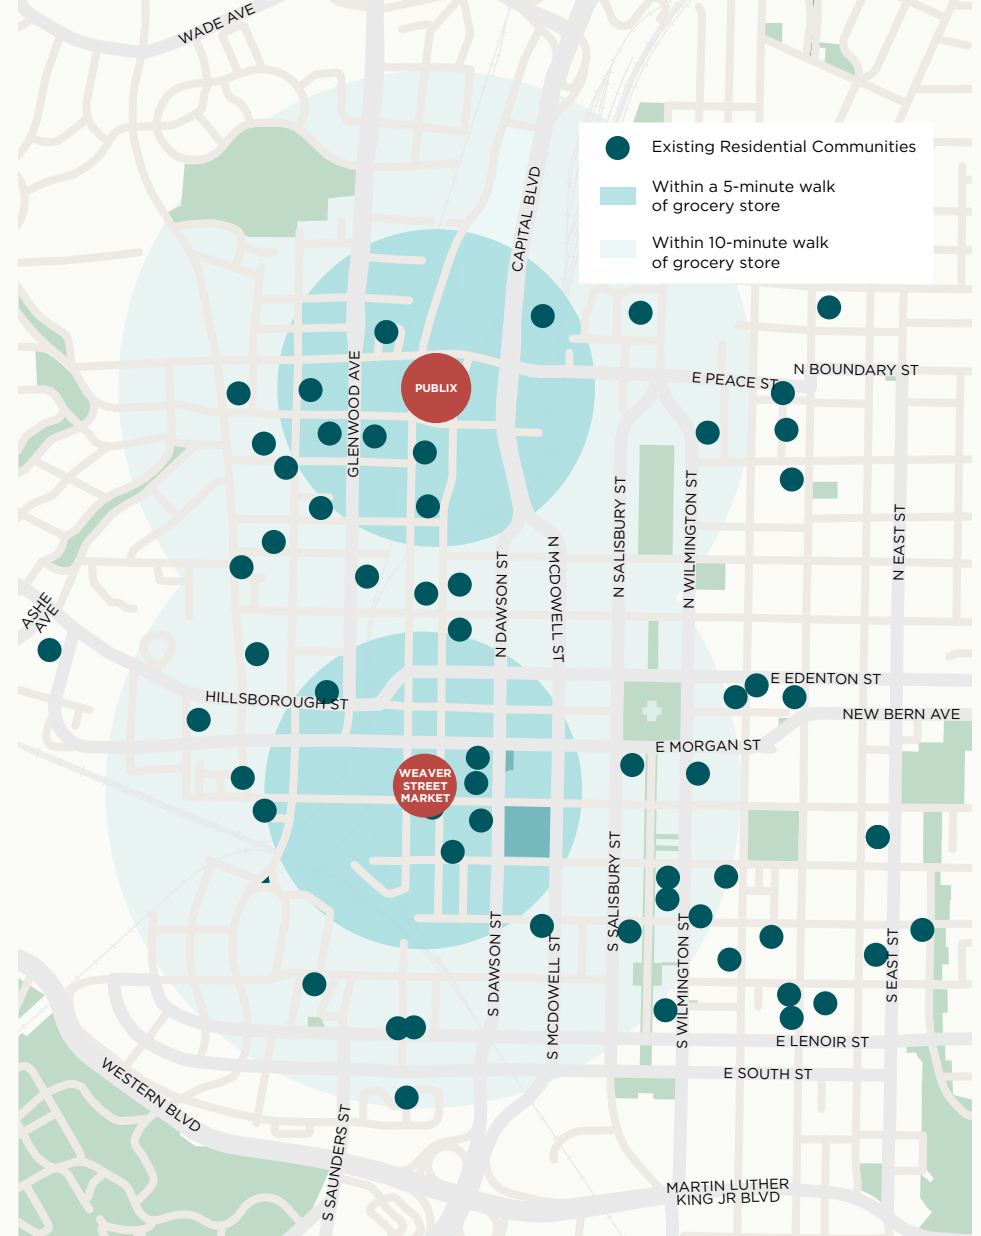 WADE AVE
CAPITAL BLVD
Existing Residential Communities
Within a 5-minute walk
of grocery store
Within 10-minute walk
of grocery store
GLENWOOD AVE
PUBLIX
E PEACE ST
N BOUNDARY ST
N SALISBURY ST
N WILMINGTON ST
N EAST ST
N DAWSON ST
N MCDOWELL ST
ASHE
AVE
HILLSBOROUGH ST
E EDENTON ST
NEW BERN AVE
E MORGAN ST
WEAVER
STREET
MARKET
S SALISBURY ST
S DAWSON ST
S MCDOWELL ST
S WILMINGTON ST
S EAST ST
E LENOIR ST
E SOUTH ST
WESTERN BLVD
S SAUNDERS ST
MARTIN LUTHER
KING JR BLVD